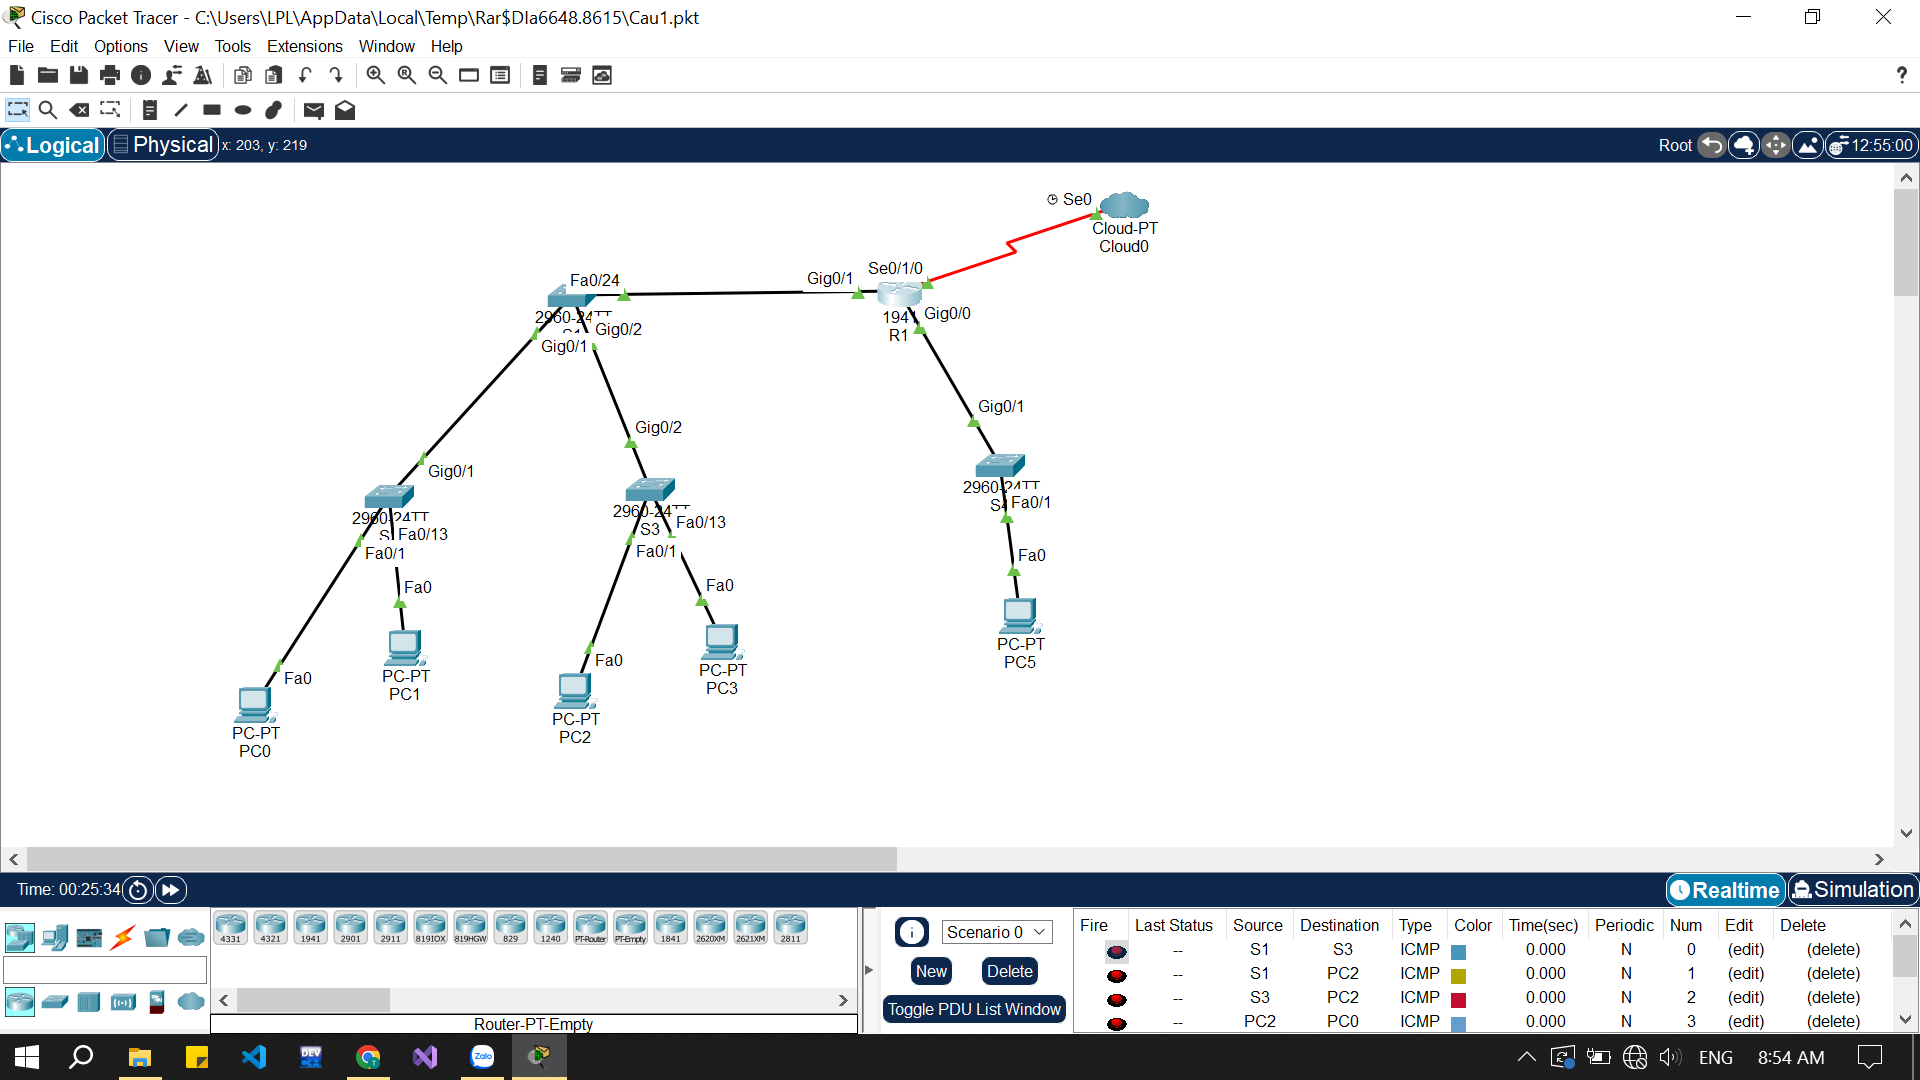 Cisco Packet Tracer - C:\Users\LPL\AppData\Local\Temp\Rar$DIa6648.8615\Cau1.pkt
File Edit Options View Tools Extensions Window Help
?
Logical Physical x: 203, y: 219 Root 12:55:00
Se0
Cloud-PT
Cloud0
Se0/1/0
Gig0/1
Fa0/24
1941
R1
Gig0/0
2960-24TT
Gig0/2
Gig0/1
Gig0/1
Gig0/2
Gig0/1
2960-24TT
Fa0/13
Fa0/1
2960-24TT
S3
Fa0/13
Fa0/1
2960-24TT
Fa0/1
Fa0
Fa0
Fa0
Fa0
Fa0
PC-PT
PC5
PC-PT
PC1
PC-PT
PC3
PC-PT
PC2
PC-PT
PC0
Time: 00:25:34 Realtime Simulation
4331 4321 1941 2901 2911 819IOX 819HGW 829 1240 PT-Router PT-Empty 1841 2620XM 2621XM 2811
Router-PT-Empty
Scenario 0
New Delete
Toggle PDU List Window
Fire Last Status Source Destination Type Color Time(sec) Periodic Num Edit Delete
-- S1 S3 ICMP 0.000 N 0 (edit) (delete)
-- S1 PC2 ICMP 0.000 N 1 (edit) (delete)
-- S3 PC2 ICMP 0.000 N 2 (edit) (delete)
-- PC2 PC0 ICMP 0.000 N 3 (edit) (delete)
DEV
Zalo
ENG 8:54 AM